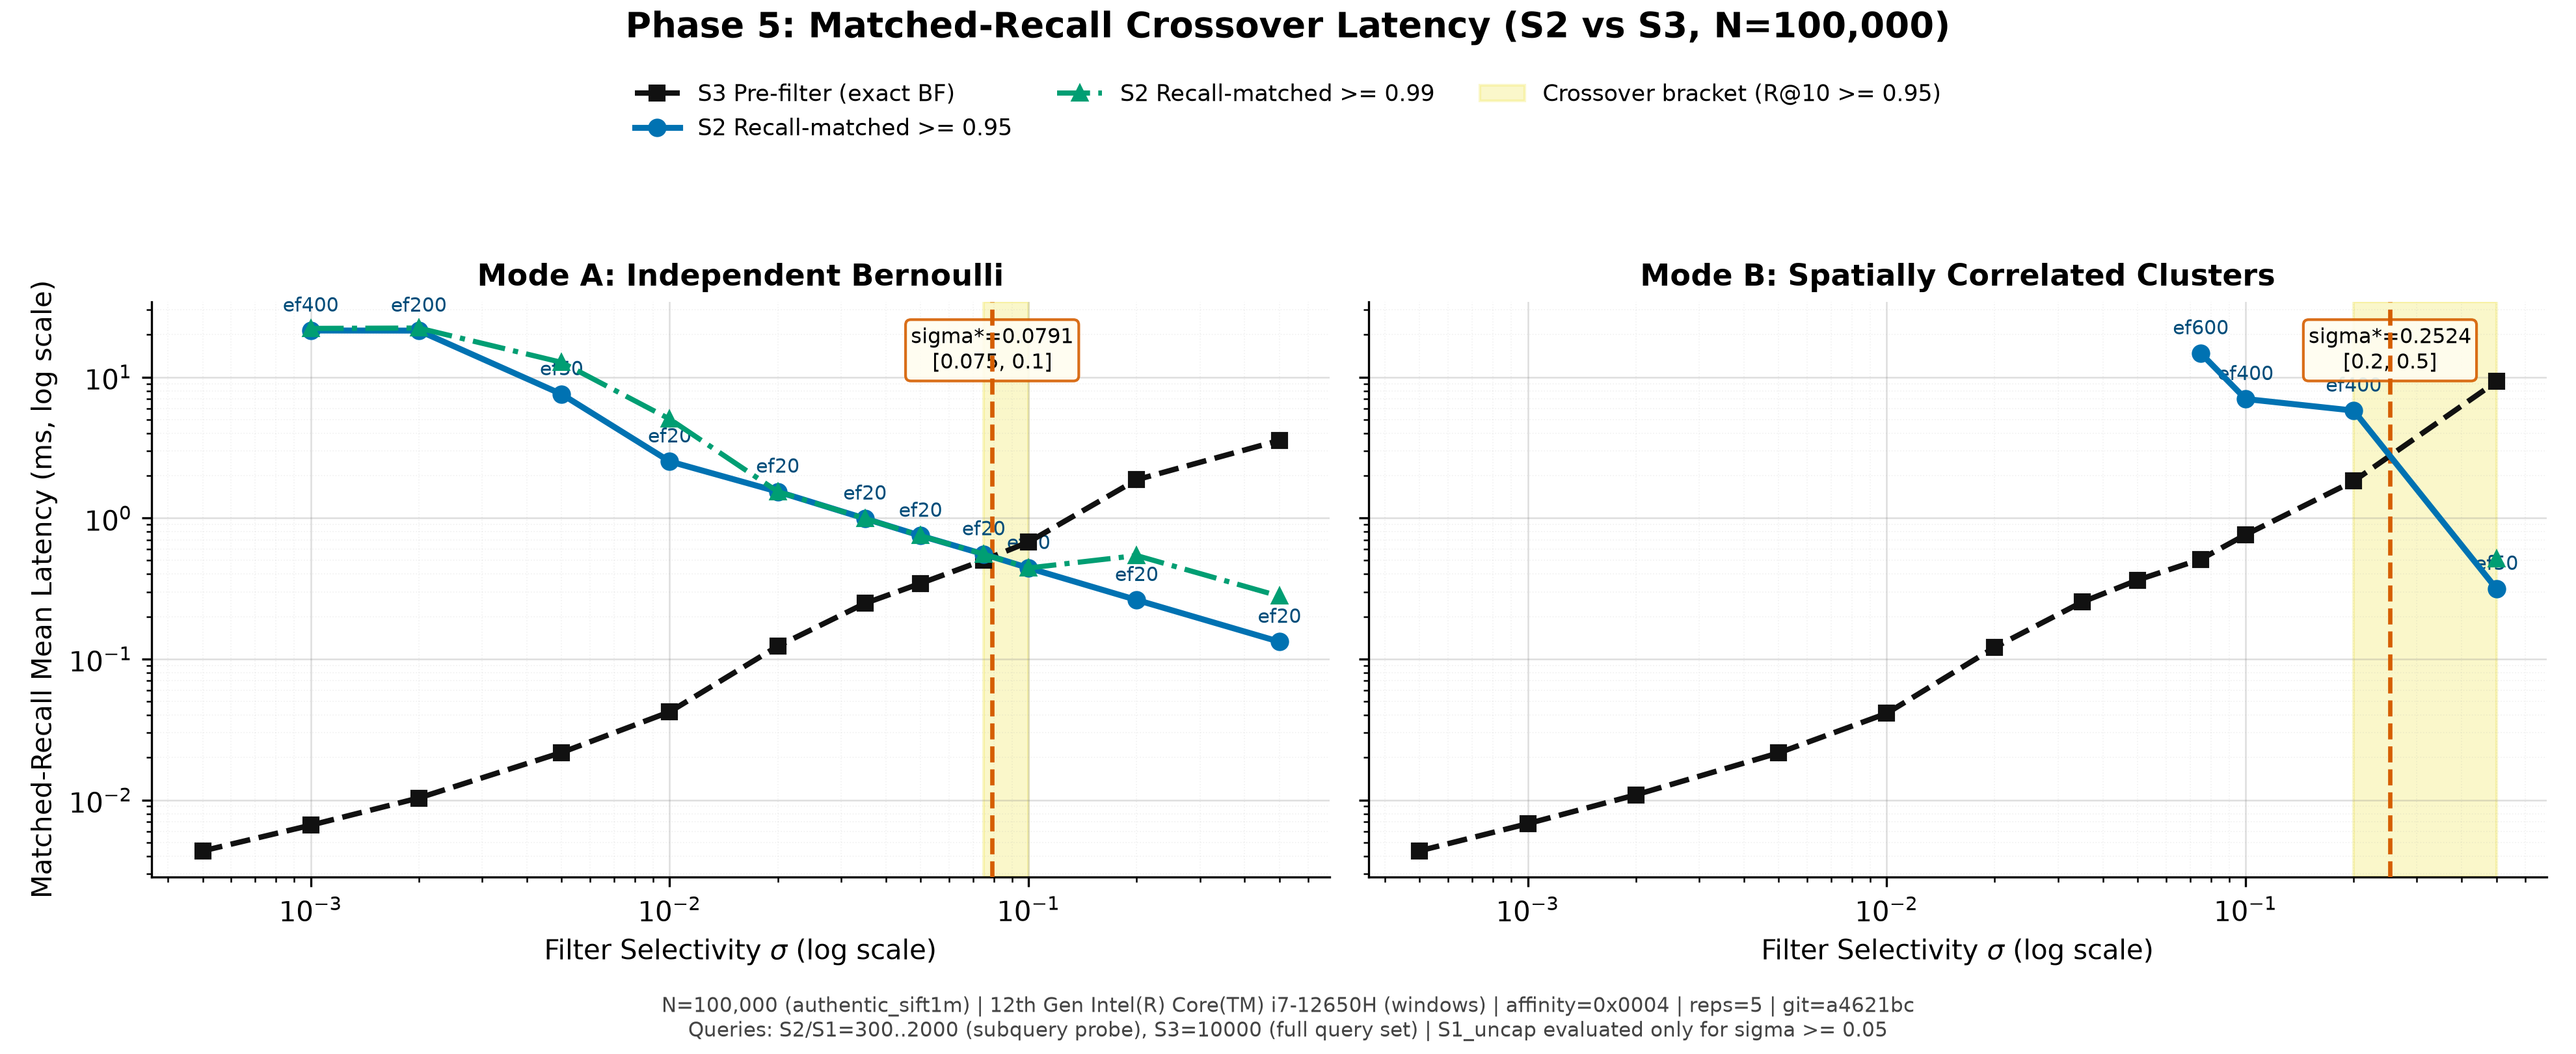 Phase 5: Matched-Recall Crossover Latency (S2 vs S3, N=100,000)
S3 Pre-filter (exact BF)
S2 Recall-matched >= 0.95
S2 Recall-matched >= 0.99
Crossover bracket (R@10 >= 0.95)
Mode A: Independent Bernoulli
Matched-Recall Mean Latency (ms, log scale)
10¹
10⁰
10⁻¹
10⁻²
ef400
ef200
ef50
ef20
ef20
ef20
ef20
ef20
ef20
ef20
sigma*=0.0791
[0.075, 0.1]
10⁻³
10⁻²
10⁻¹
Filter Selectivity σ (log scale)
Mode B: Spatially Correlated Clusters
ef600
ef400
ef400
ef50
sigma*=0.2524
[0.2, 0.5]
10⁻³
10⁻²
10⁻¹
Filter Selectivity σ (log scale)
N=100,000 (authentic_sift1m) | 12th Gen Intel(R) Core(TM) i7-12650H (windows) | affinity=0x0004 | reps=5 | git=a4621bc
Queries: S2/S1=300..2000 (subquery probe), S3=10000 (full query set) | S1_uncap evaluated only for sigma >= 0.05